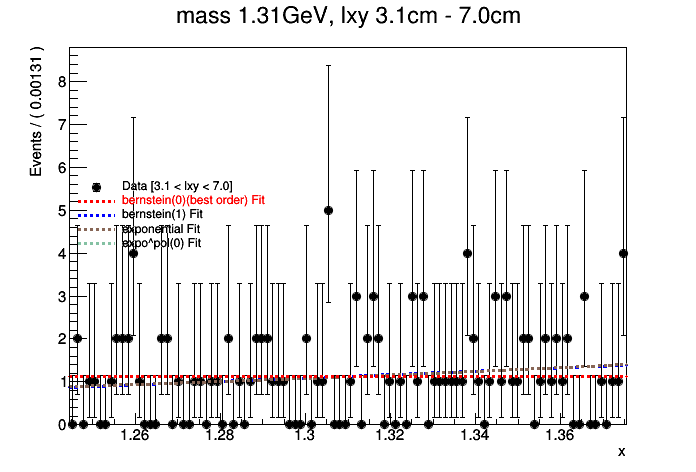 mass 1.31GeV, lxy 3.1cm - 7.0cm
Events / ( 0.00131 )
8
7
6
5
4
3
2
1
0
Data [3.1 < lxy < 7.0]
bernstein(0)(best order) Fit
bernstein(1) Fit
exponential Fit
expo^pol(0) Fit
1.26
1.28
1.3
1.32
1.34
1.36
x